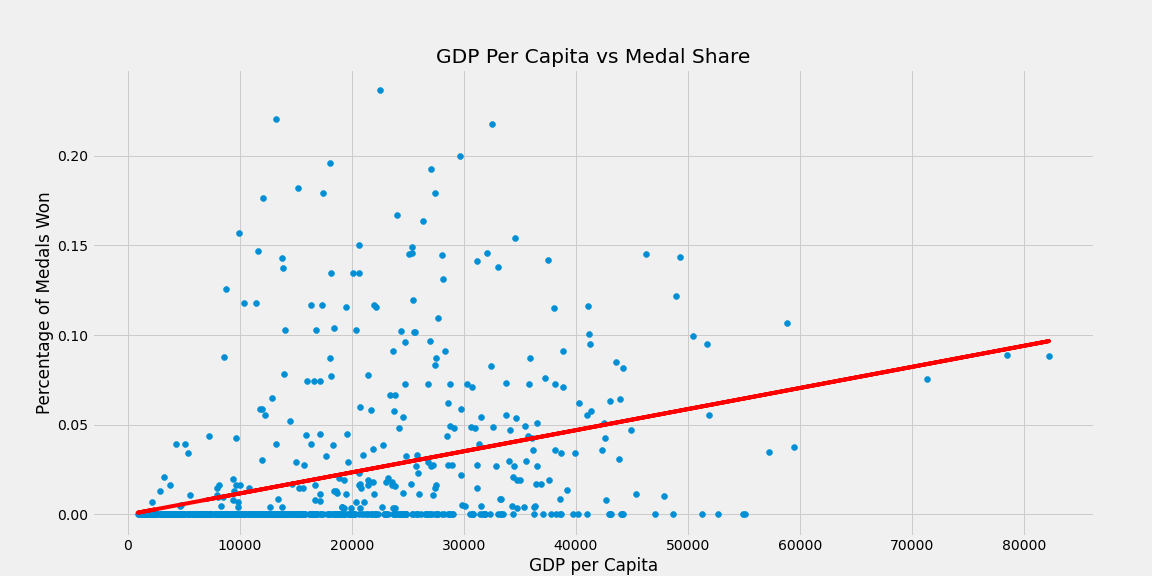 GDP Per Capita vs Medal Share
Percentage of Medals Won
0.20
0.15
0.10
0.05
0.00
0 10000 20000 30000 40000 50000 60000 70000 80000
GDP per Capita